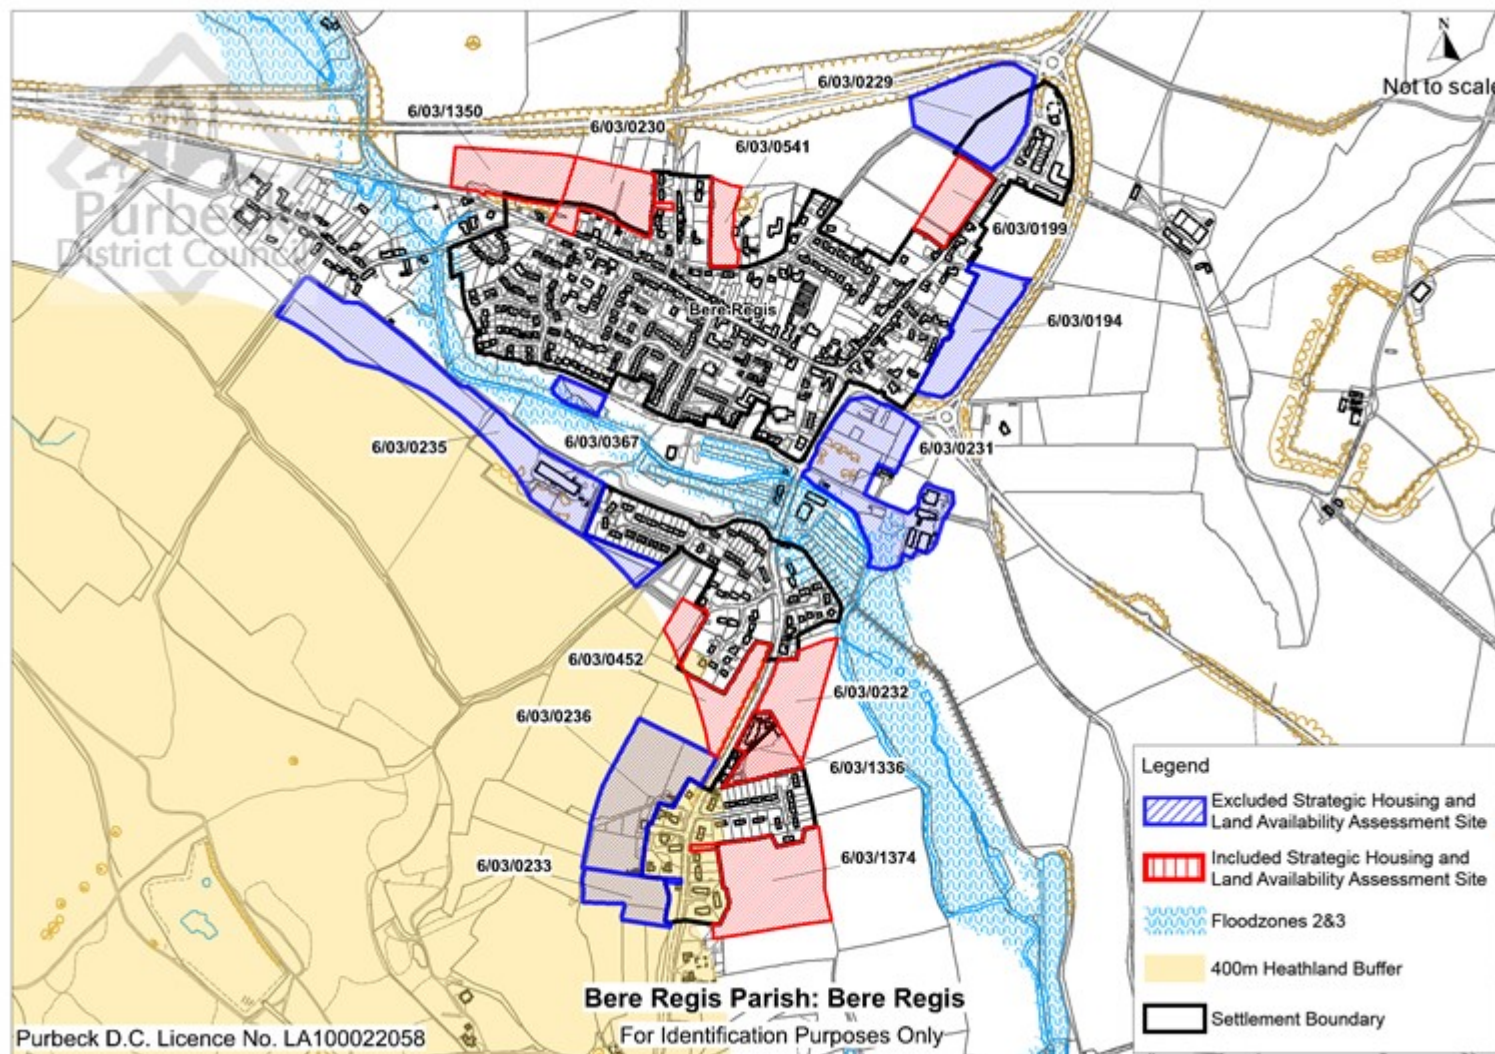 N
Not to scale
6/03/0229
6/03/1350
6/03/0230
6/03/0541
Purbeck
District Council
6/03/0199
Bere Regis
6/03/0194
6/03/0235
6/03/0367
6/03/0231
6/03/0452
6/03/0232
6/03/0236
6/03/1336
6/03/0233
6/03/1374
Legend
Excluded Strategic Housing and
Land Availability Assessment Site
Included Strategic Housing and
Land Availability Assessment Site
Floodzones 2&3
400m Heathland Buffer
Settlement Boundary
Bere Regis Parish: Bere Regis
For Identification Purposes Only
Purbeck D.C. Licence No. LA100022058